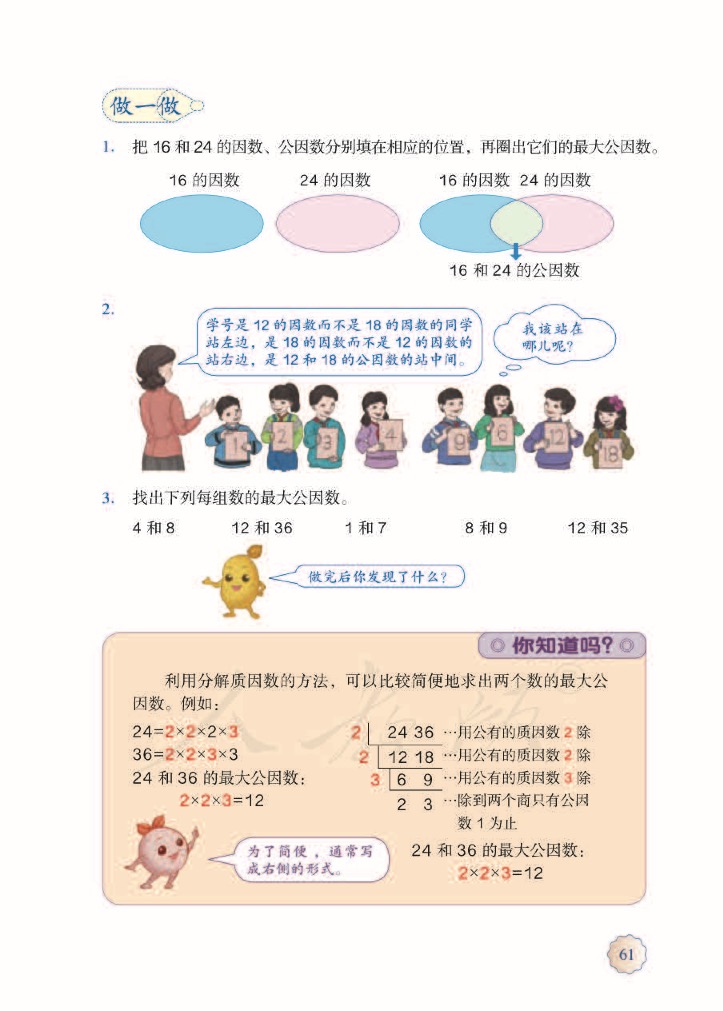 做一做
1. 把 16 和 24 的因数、公因数分别填在相应的位置，再圈出它们的最大公因数。
16 的因数 24 的因数 16 的因数 24 的因数
16 和 24 的公因数
2.
学号是 12 的因数而不是 18 的因数的同学
站左边，是 18 的因数而不是 12 的因数的
站右边，是 12 和 18 的公因数的站中间。
我该站在
哪儿呢？
1 2 3 4 9 6 12 18
3. 找出下列每组数的最大公因数。
4 和 8 12 和 36 1 和 7 8 和 9 12 和 35
做完后你发现了什么？
你知道吗？
利用分解质因数的方法，可以比较简便地求出两个数的最大公
因数。例如：
24=2×2×2×3
36=2×2×3×3
24 和 36 的最大公因数：
2×2×3=12
为了简便，通常写
成右侧的形式。
2 24 36 …用公有的质因数 2 除
2 12 18 …用公有的质因数 2 除
3 6 9 …用公有的质因数 3 除
2 3 …除到两个商只有公因
数 1 为止
24 和 36 的最大公因数：
2×2×3=12
61